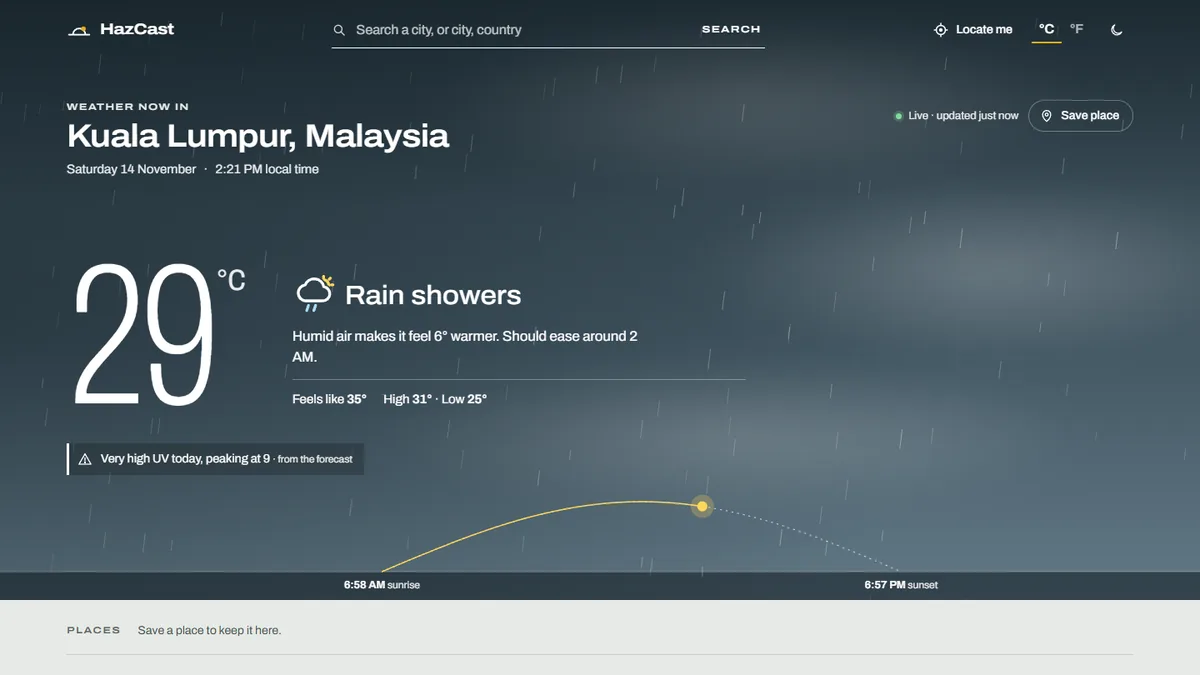 HazCast
Search a city, or city, country
SEARCH
Locate me
°C
°F
WEATHER NOW IN
Kuala Lumpur, Malaysia
Saturday 14 November · 2:21 PM local time
Live · updated just now
Save place
29 °C
Rain showers
Humid air makes it feel 6° warmer. Should ease around 2
AM.
Feels like 35° High 31° · Low 25°
Very high UV today, peaking at 9 · from the forecast
6:58 AM sunrise
6:57 PM sunset
PLACES
Save a place to keep it here.